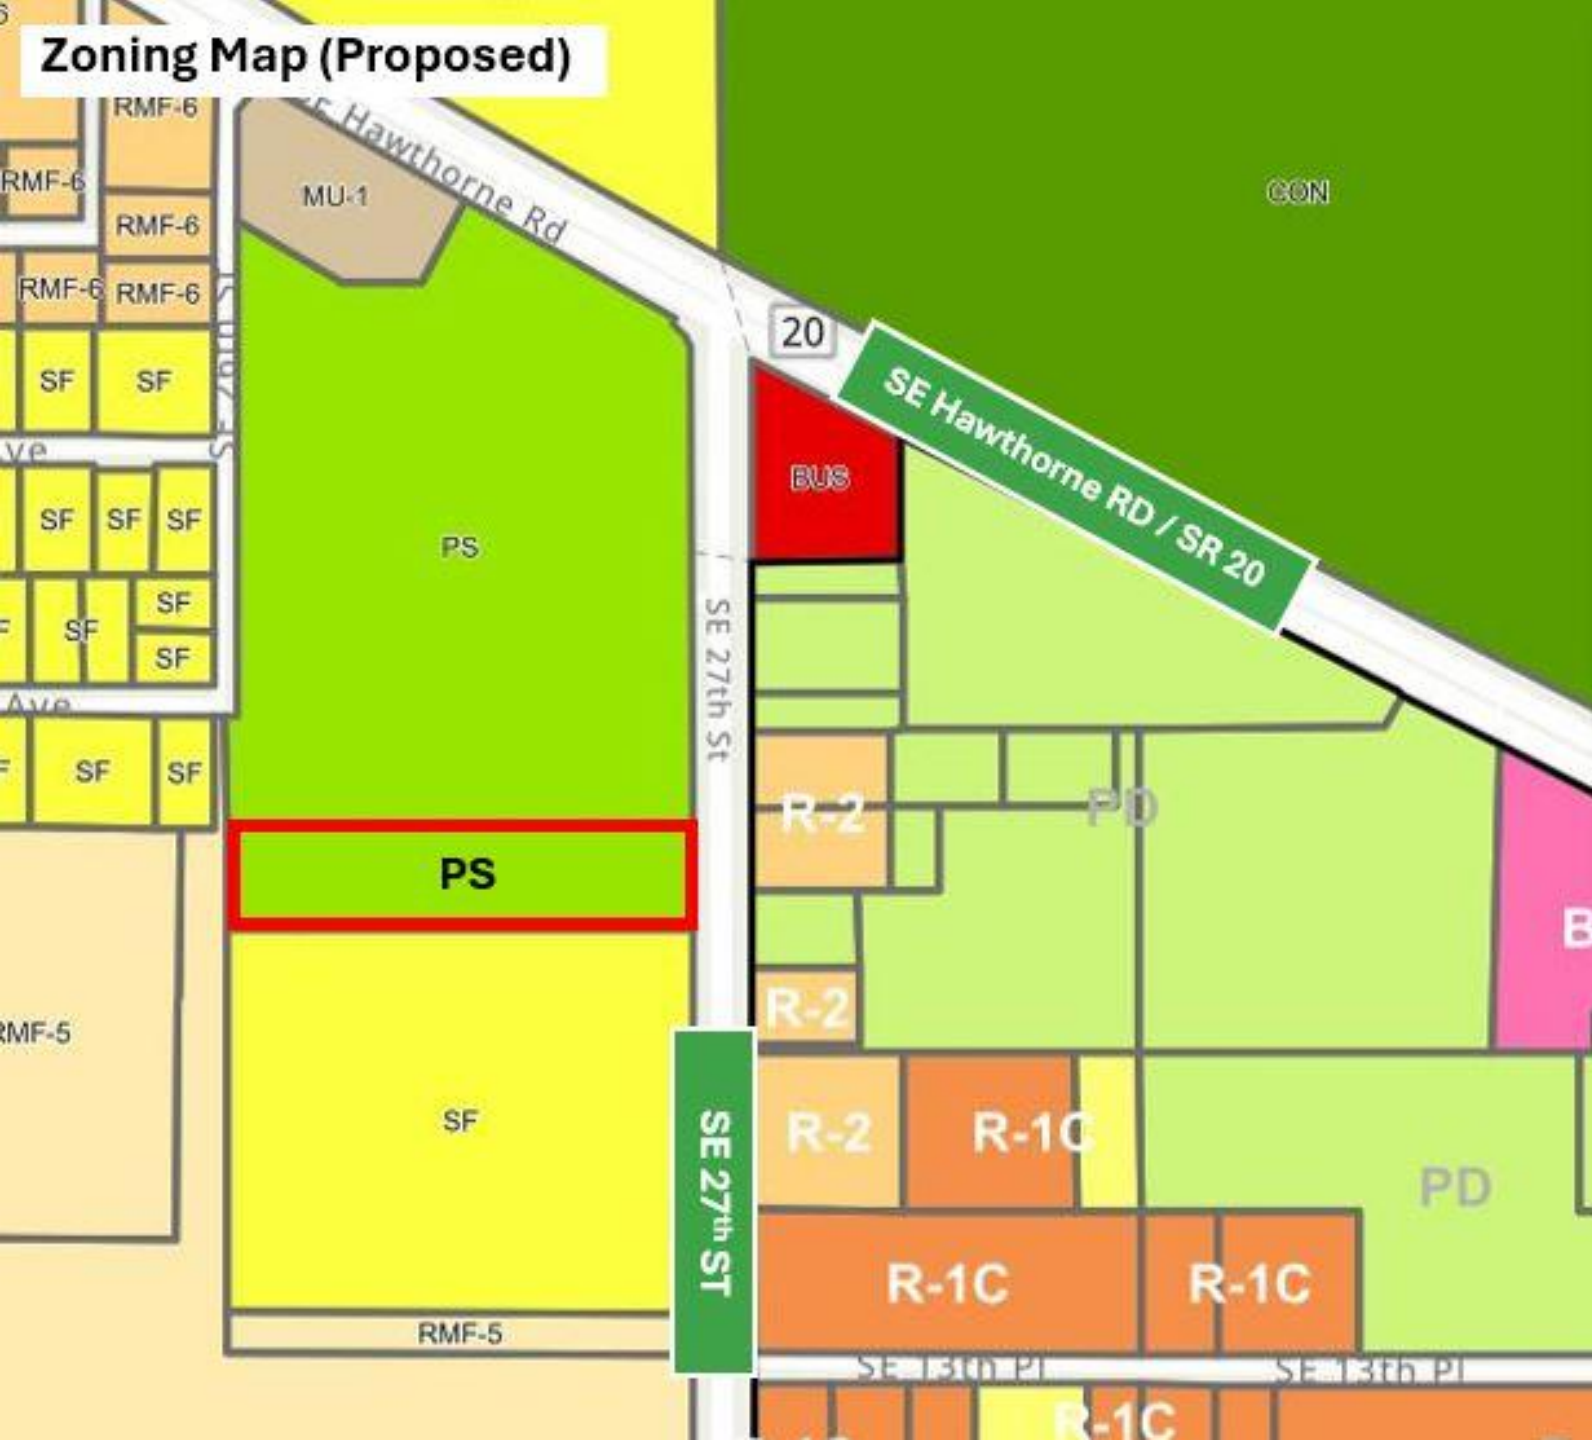 Zoning Map (Proposed)
RMF-6
SE Hawthorne Rd
MU-1
CON
RMF-6
RMF-6
RMF-6
RMF-6
20
SE Hawthorne RD / SR 20
SF
SF
BUS
SF
SF
SF
PS
SF
SF
SF
SE 27th St
Ave
SF
SF
R-2
PD
PS
B
R-2
RMF-5
SF
R-2
R-1C
SE 27th ST
PD
R-1C
R-1C
RMF-5
SE 13th Pl
SE 13th Pl
R-1C